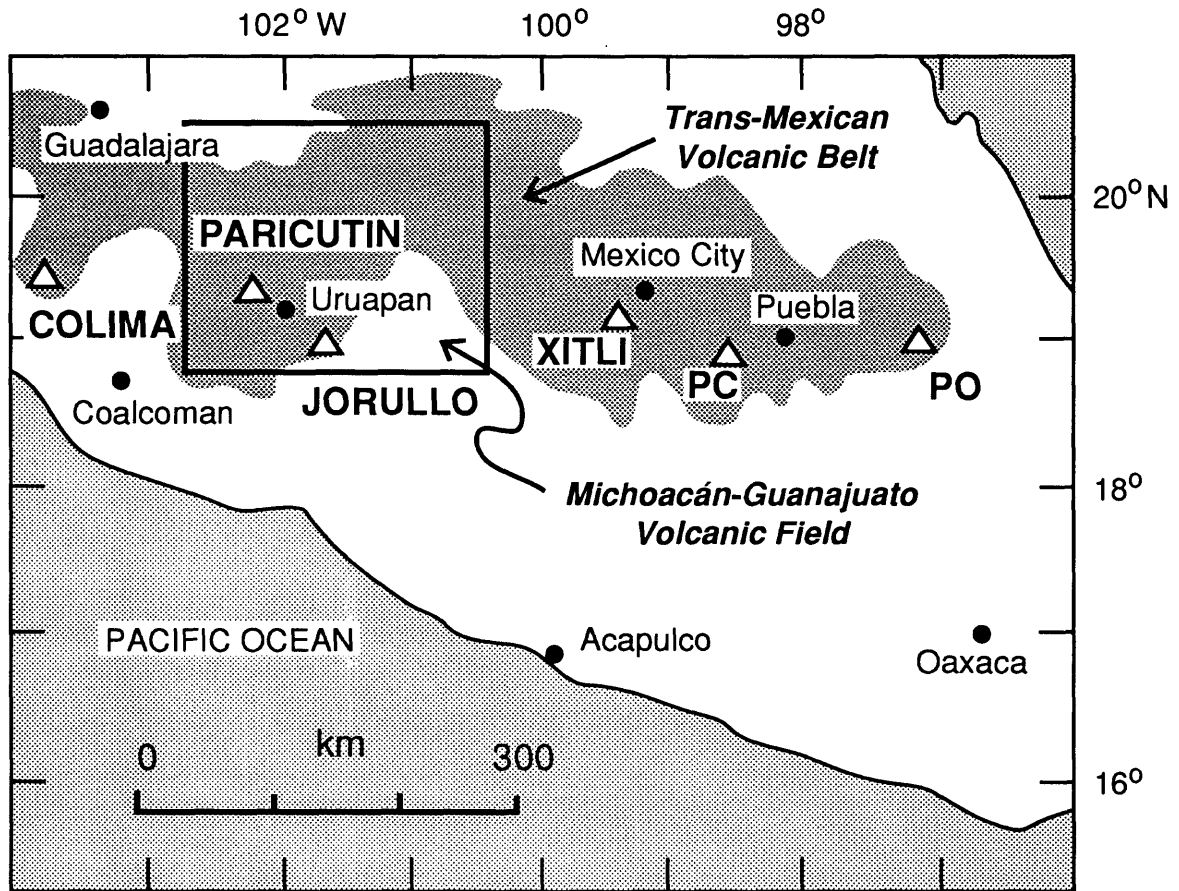 102° W
100°
98°
Guadalajara
Trans-Mexican
Volcanic Belt
20° N
PARICUTIN
Mexico City
Uruapan
Puebla
COLIMA
XITLI
PC
PO
Coalcoman
JORULLO
18°
Michoacán-Guanajuato
Volcanic Field
PACIFIC OCEAN
Acapulco
Oaxaca
0
km
300
16°